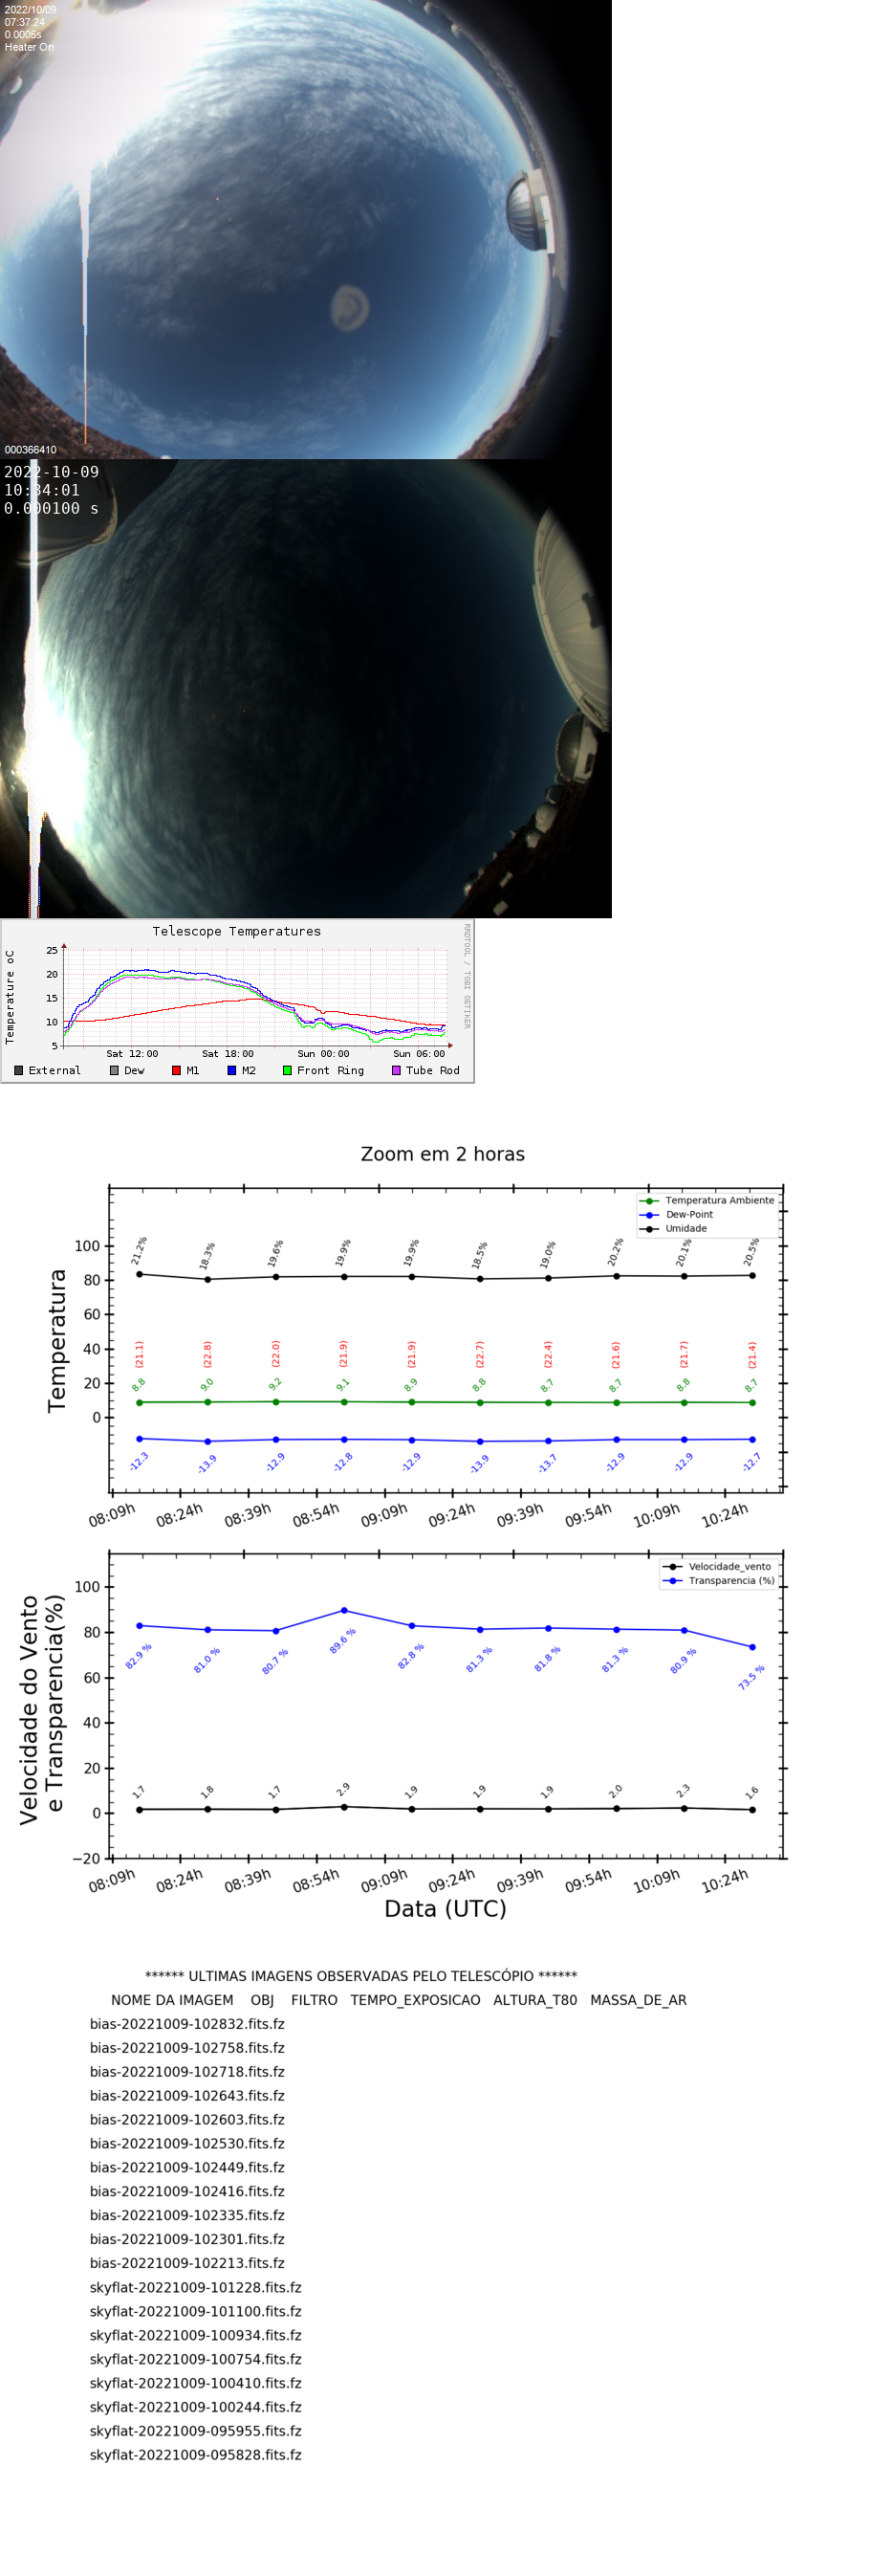 2022/10/09
07:37:24
0.0005s
Heater On
000366410
2022-10-09
10:34:01
0.000100 s
Telescope Temperatures
RRDTOOL / TOBI OETIKER
Temperature oC
25
20
15
10
5
Sat 12:00 Sat 18:00 Sun 00:00 Sun 06:00
External Dew M1 M2 Front Ring Tube Rod
Zoom em 2 horas
Temperatura Ambiente
Dew-Point
Umidade
Temperatura
100
80
60
40
20
0
21.2% 18.3% 19.6% 19.9% 19.9% 18.5% 19.0% 20.2% 20.1% 20.5%
(21.1) (22.8) (22.0) (21.9) (21.9) (22.7) (22.4) (21.6) (21.7) (21.4)
8.8 9.0 9.2 9.1 8.9 8.8 8.7 8.7 8.8 8.7
-12.3 -13.9 -12.9 -12.8 -12.9 -13.9 -13.7 -12.9 -12.9 -12.7
08:09h 08:24h 08:39h 08:54h 09:09h 09:24h 09:39h 09:54h 10:09h 10:24h
Velocidade_vento
Transparencia (%)
Velocidade do Vento
e Transparencia(%)
100
80
60
40
20
0
−20
82.9 % 81.0 % 80.7 % 89.6 % 82.8 % 81.3 % 81.8 % 81.3 % 80.9 % 73.5 %
1.7 1.8 1.7 2.9 1.9 1.9 1.9 2.0 2.3 1.6
08:09h 08:24h 08:39h 08:54h 09:09h 09:24h 09:39h 09:54h 10:09h 10:24h
Data (UTC)
****** ULTIMAS IMAGENS OBSERVADAS PELO TELESCÓPIO ******
NOME DA IMAGEM OBJ FILTRO TEMPO_EXPOSICAO ALTURA_T80 MASSA_DE_AR
bias-20221009-102832.fits.fz
bias-20221009-102758.fits.fz
bias-20221009-102718.fits.fz
bias-20221009-102643.fits.fz
bias-20221009-102603.fits.fz
bias-20221009-102530.fits.fz
bias-20221009-102449.fits.fz
bias-20221009-102416.fits.fz
bias-20221009-102335.fits.fz
bias-20221009-102301.fits.fz
bias-20221009-102213.fits.fz
skyflat-20221009-101228.fits.fz
skyflat-20221009-101100.fits.fz
skyflat-20221009-100934.fits.fz
skyflat-20221009-100754.fits.fz
skyflat-20221009-100410.fits.fz
skyflat-20221009-100244.fits.fz
skyflat-20221009-095955.fits.fz
skyflat-20221009-095828.fits.fz